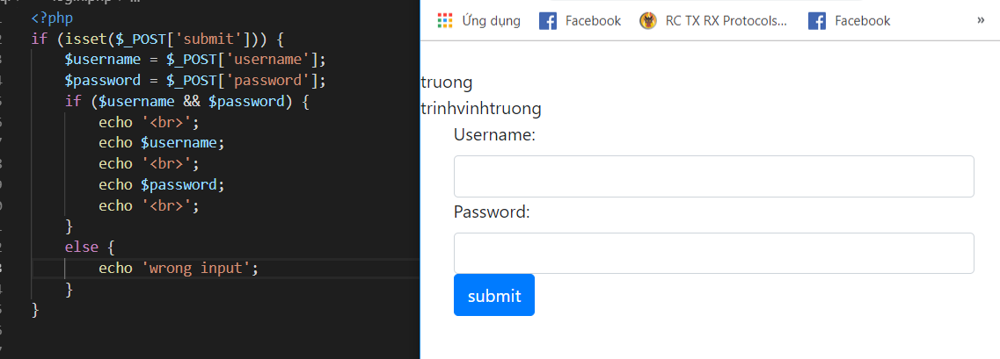 <?php
if (isset($_POST['submit'])) {
$username = $_POST['username'];
$password = $_POST['password'];
if ($username && $password) {
echo '<br>';
echo $username;
echo '<br>';
echo $password;
echo '<br>';
}
else {
echo 'wrong input';
}
}
Ứng dụng Facebook RC TX RX Protocols... Facebook »
truong
trinhvinhtruong
Username:
Password:
submit